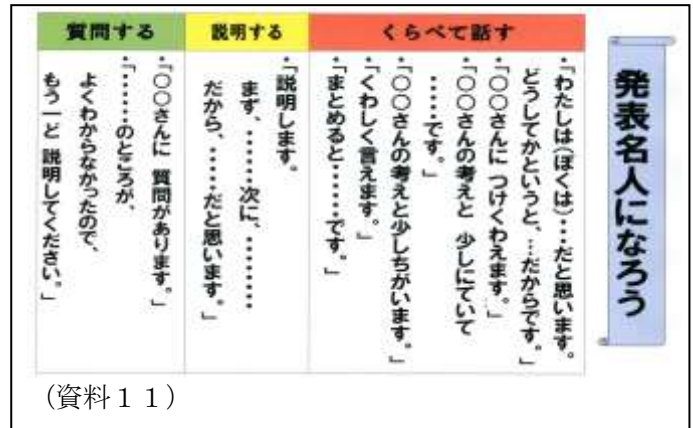 発表名人になろう
くらべて話す
・「わたしは（ぼくは）・・・だと思います。
どうしてかというと、…だからです。」
・「〇〇さんに つけくわえます。」
・「〇〇さんの考えと 少しにていて
・・・・・です。」
・「〇〇さんの考えと少しちがいます。」
・「くわしく言えます。」
・「まとめると・・・・・・です。」
説明する
・「説明します。
まず、・・・・・・次に、・・・・・・・・
だから、・・・・・だと思います。」
質問する
・「〇〇さんに 質問があります。」
・「・・・・・・のところが、
よくわからなかったので、
もう一ど 説明してください。」
（資料１１）